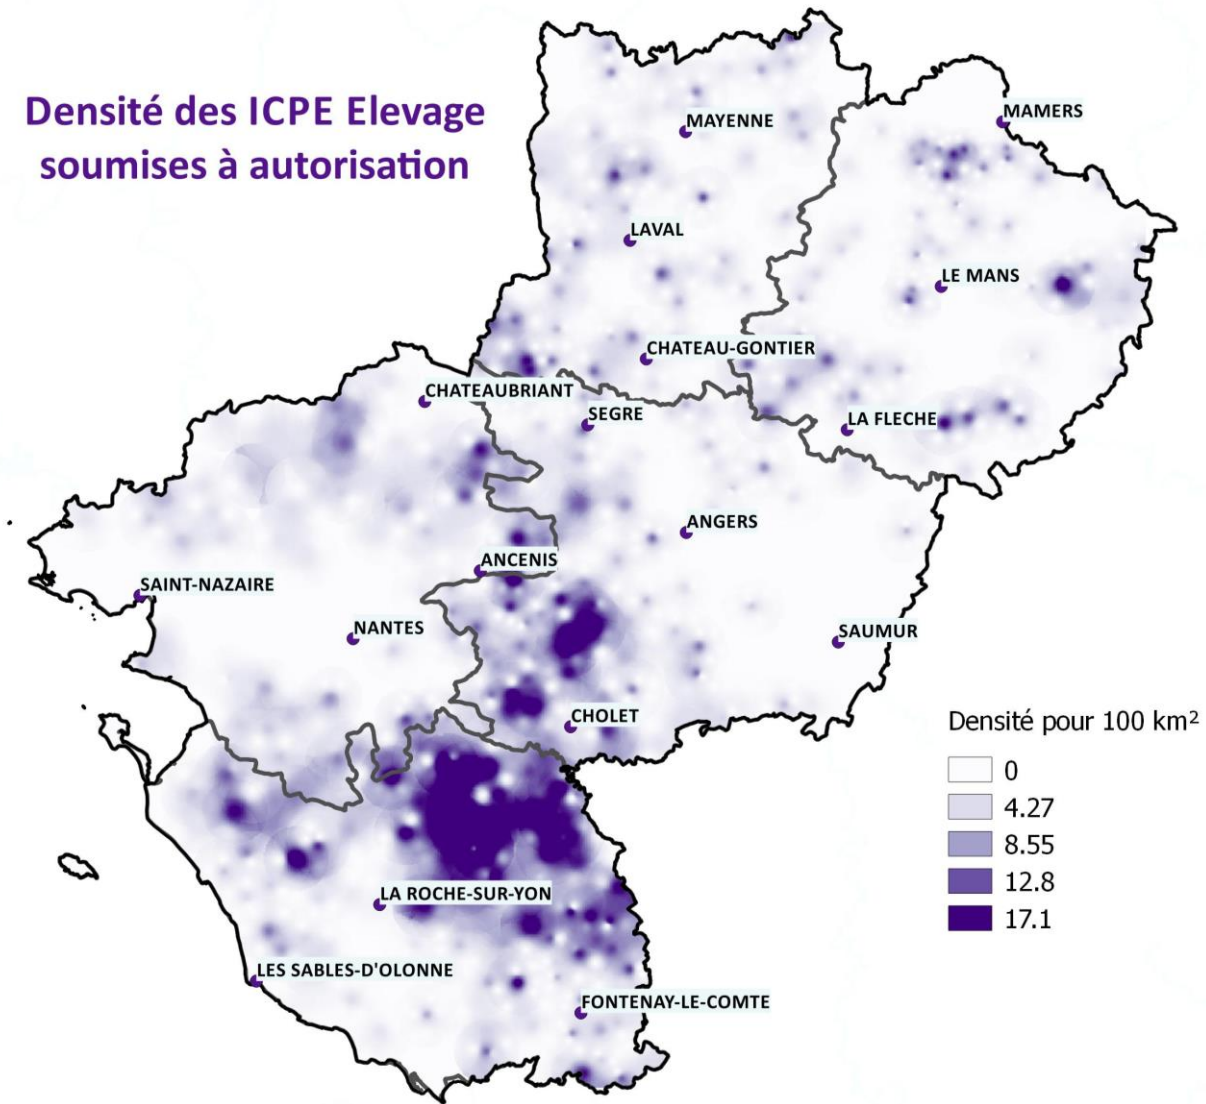 Densité des ICPE Elevage
soumises à autorisation
MAMERS
MAYENNE
LAVAL
LE MANS
CHATEAU-GONTIER
CHATEAUBRIANT
SEGRE
LA FLECHE
ANGERS
ANCENIS
SAINT-NAZAIRE
NANTES
SAUMUR
CHOLET
Densité pour 100 km²
0
4.27
8.55
12.8
17.1
LA ROCHE-SUR-YON
LES SABLES-D'OLONNE
FONTENAY-LE-COMTE